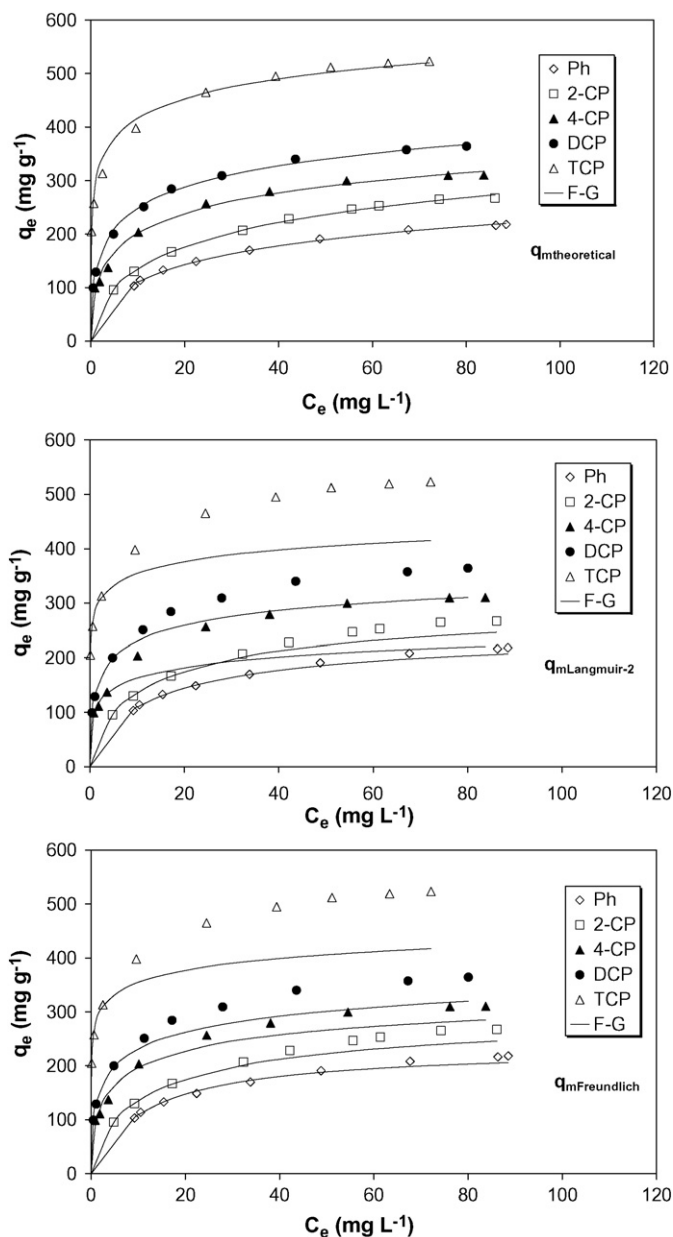 600
500
400
300
200
100
0
qe (mg g-1)
0 20 40 60 80 100 120
Ce (mg L-1)
Ph
2-CP
4-CP
DCP
TCP
F-G
qmtheoretical
600
500
400
300
200
100
0
qe (mg g-1)
0 20 40 60 80 100 120
Ce (mg L-1)
Ph
2-CP
4-CP
DCP
TCP
F-G
qmLangmuir-2
600
500
400
300
200
100
0
qe (mg g-1)
0 20 40 60 80 100 120
Ce (mg L-1)
Ph
2-CP
4-CP
DCP
TCP
F-G
qmFreundlich